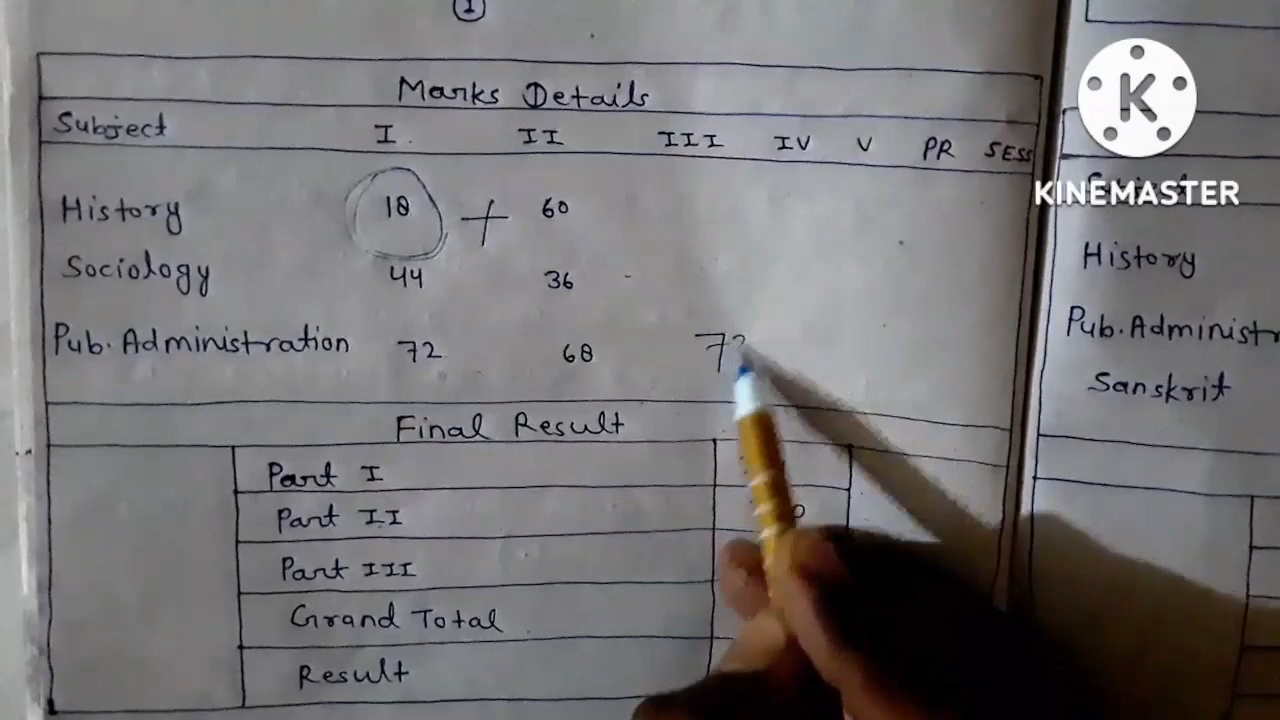 I
Marks Details
Subject I. II III IV V PR SESS
K
KINEMASTER
History 18 + 60
Sociology 44 36
Pub. Administration 72 68 72
Final Result
Part I
Part II
Part III
Grand Total
Result
History
Pub. Administr
Sanskrit